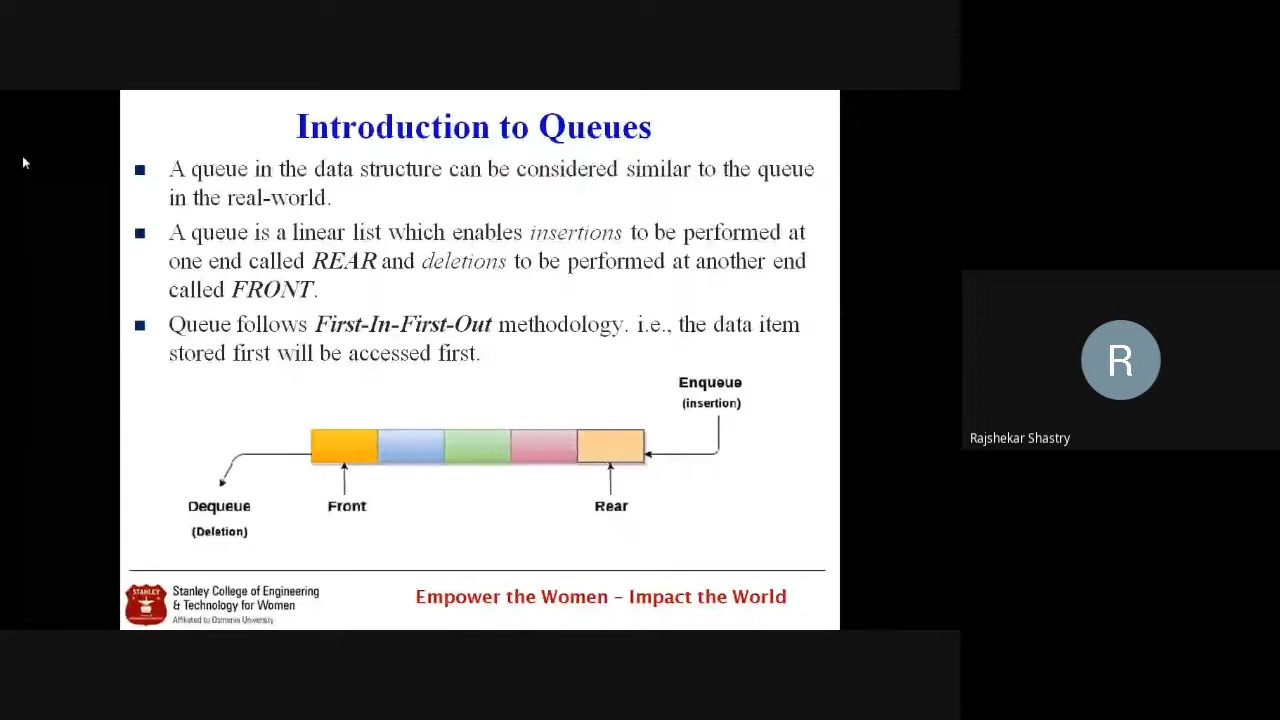 Introduction to Queues
A queue in the data structure can be considered similar to the queue
in the real-world.
A queue is a linear list which enables insertions to be performed at
one end called REAR and deletions to be performed at another end
called FRONT.
Queue follows First-In-First-Out methodology. i.e., the data item
stored first will be accessed first.
Enqueue
(insertion)
Dequeue
(Deletion)
Front
Rear
STANLEY
Stanley College of Engineering
& Technology for Women
Affiliated to Osmania University
Empower the Women – Impact the World
R
Rajshekar Shastry